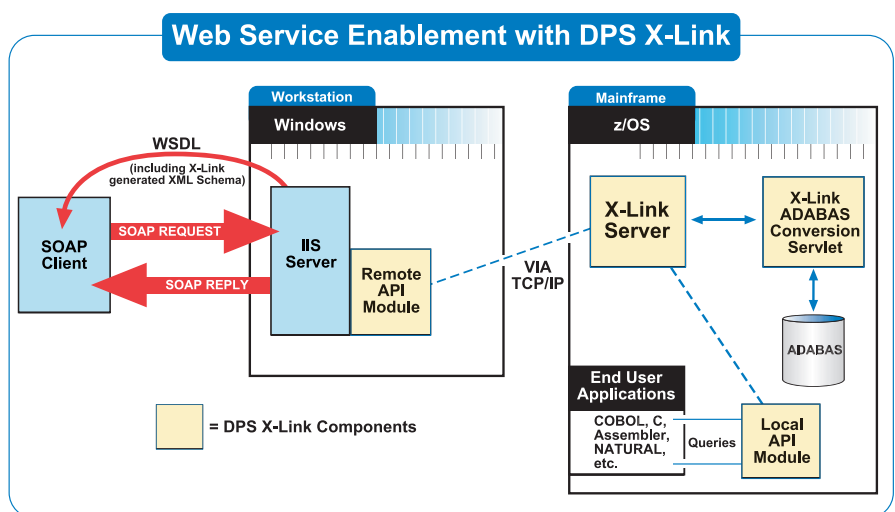 Web Service Enablement with DPS X-Link
Workstation
Windows
Mainframe
z/OS
WSDL
(including X-Link
generated XML Schema)
SOAP
Client
SOAP REQUEST
SOAP REPLY
IIS
Server
Remote
API
Module
VIA
TCP/IP
X-Link
Server
X-Link
ADABAS
Conversion
Servlet
ADABAS
End User
Applications
COBOL, C,
Assembler,
NATURAL,
etc.
Queries
Local
API
Module
= DPS X-Link Components